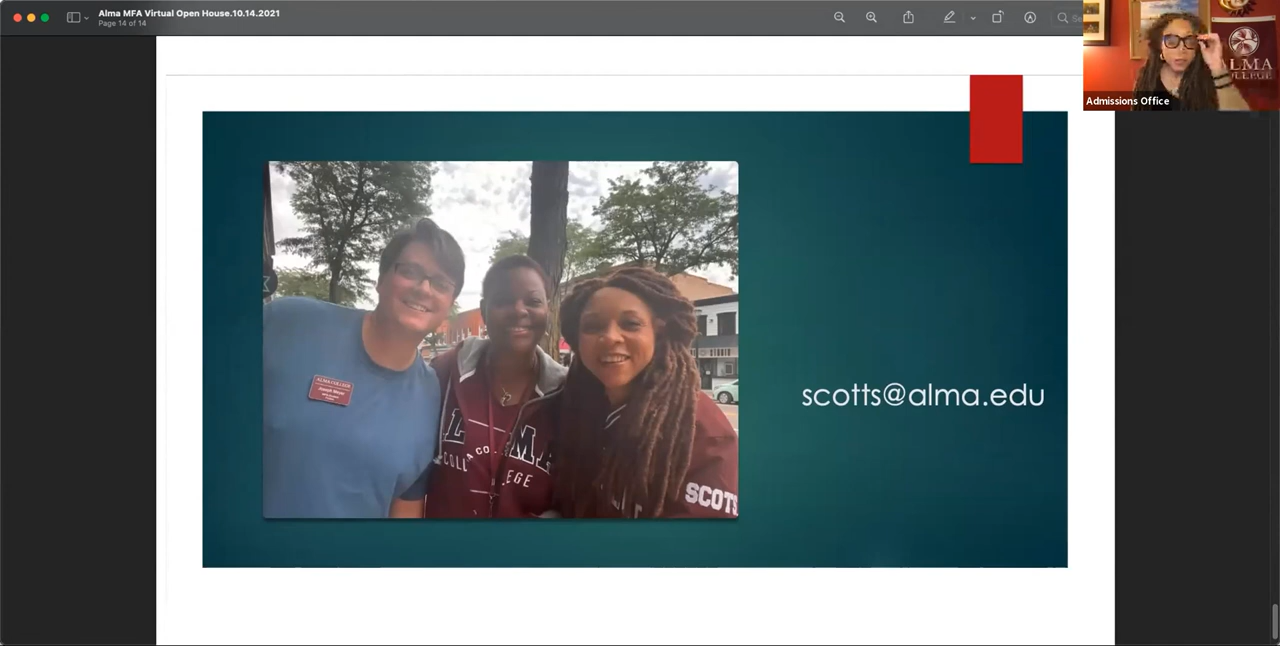 Alma MFA Virtual Open House.10.14.2021
Page 14 of 14
Admissions Office
ALMA
COLLEGE
ALMA COLLEGE
scotts@alma.edu
SCOTS